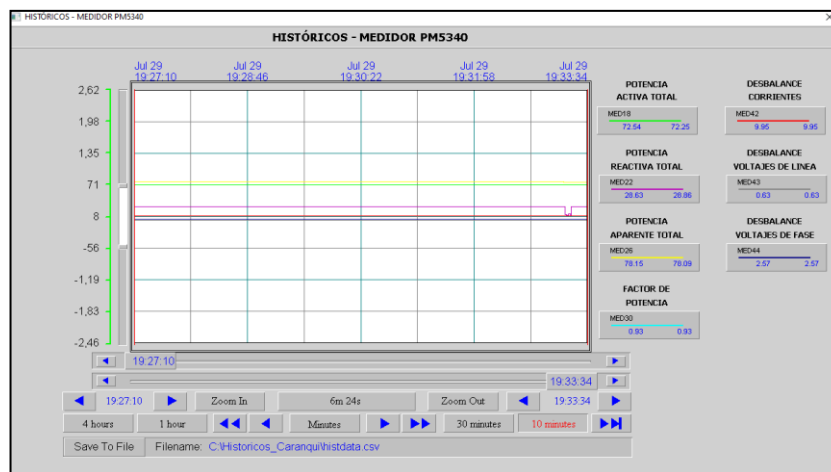 HISTÓRICOS - MEDIDOR PM5340
HISTÓRICOS - MEDIDOR PM5340
Jul 29 Jul 29 Jul 29 Jul 29 Jul 29
19:27:10 19:28:46 19:30:22 19:31:58 19:33:34
2,62
1,98
1,35
71
8
-56
-1,19
-1,83
-2,46
POTENCIA
ACTIVA TOTAL
MED18
72.54 72.25
DESBALANCE
CORRIENTES
MED42
9.95 9.95
POTENCIA
REACTIVA TOTAL
MED22
28.63 28.86
DESBALANCE
VOLTAJES DE LINEA
MED43
0.63 0.63
POTENCIA
APARENTE TOTAL
MED26
78.15 78.09
DESBALANCE
VOLTAJES DE FASE
MED44
2.57 2.57
FACTOR DE
POTENCIA
MED30
0.93 0.93
19:27:10
19:33:34
19:27:10 Zoom In 6m 24s Zoom Out 19:33:34
4 hours 1 hour Minutes 30 minutes 10 minutes
Save To File Filename: C:\Historicos_Caranqui\histdata.csv